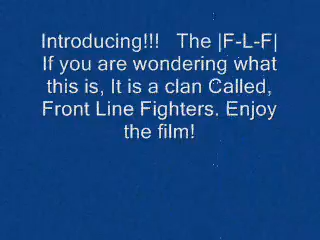 Introducing!!!   The |F-L-F|
If you are wondering what
this is, It is a clan Called,
Front Line Fighters. Enjoy
the film!